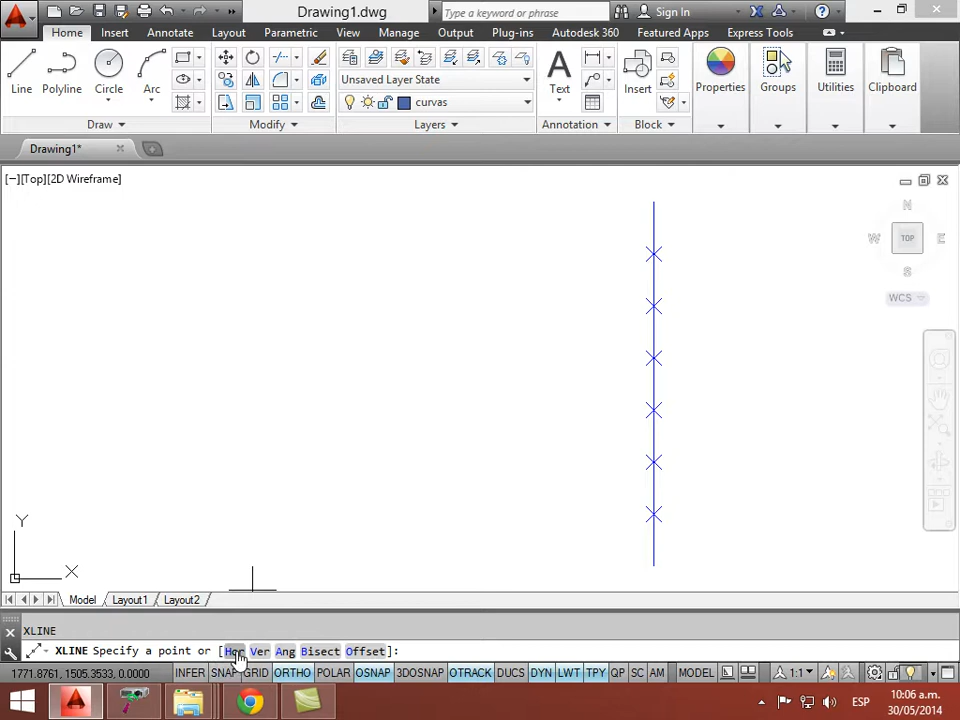 Drawing1.dwg
Type a keyword or phrase
Sign In
Home Insert Annotate Layout Parametric View Manage Output Plug-ins Autodesk 360 Featured Apps Express Tools
Unsaved Layer State
Line Polyline Circle Arc Text Insert Properties Groups Utilities Clipboard
curvas
Draw Modify Layers Annotation Block
Drawing1*
[−][Top][2D Wireframe]
N
W TOP E
S
WCS
Y
X
Model Layout1 Layout2
XLINE
XLINE Specify a point or [Hor Ver Ang Bisect Offset]:
1771.8761, 1505.3533, 0.0000 INFER SNAP GRID ORTHO POLAR OSNAP 3DOSNAP OTRACK DUCS DYN LWT TPY QP SC AM MODEL 1:1
ESP
10:06 a.m.
30/05/2014